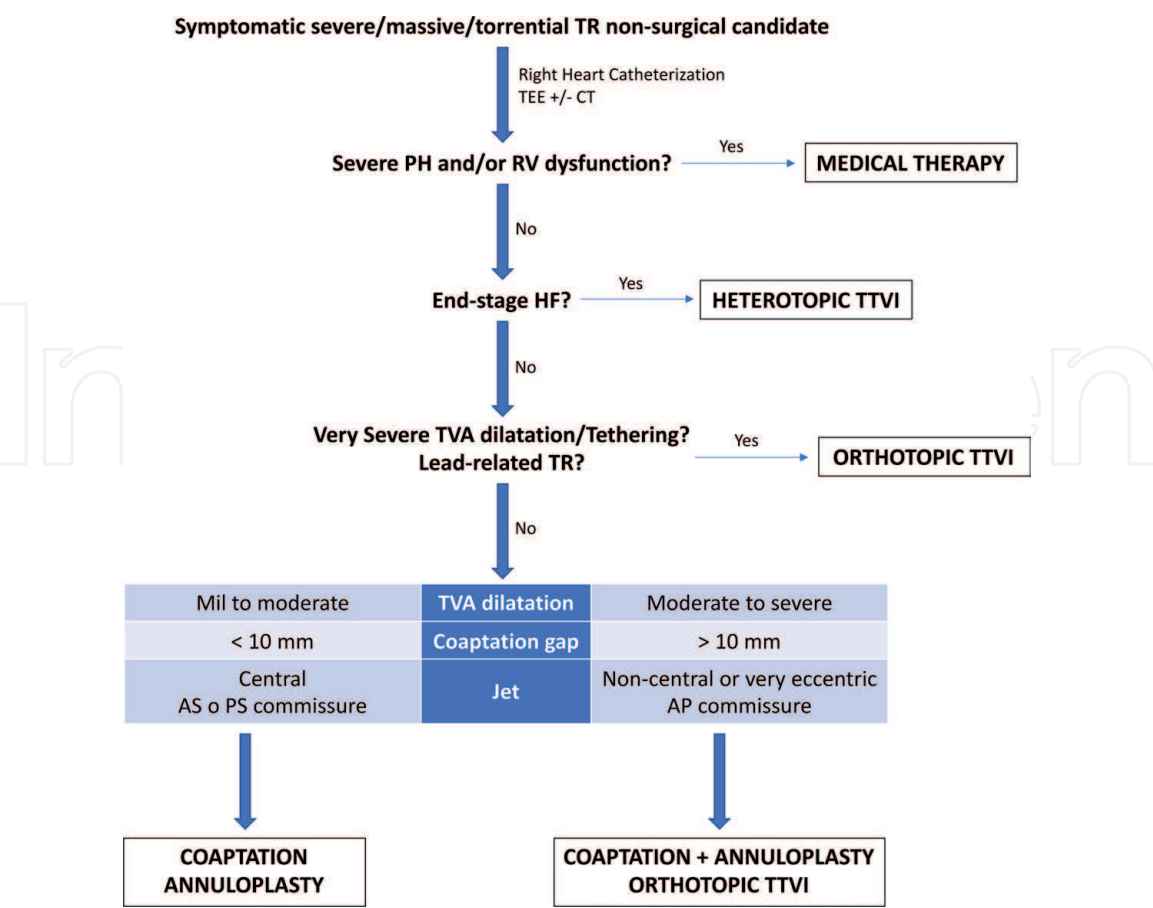 Symptomatic severe/massive/torrential TR non-surgical candidate
Right Heart Catheterization
TEE +/- CT
Severe PH and/or RV dysfunction?
Yes
MEDICAL THERAPY
No
End-stage HF?
Yes
HETEROTOPIC TTVI
No
Very Severe TVA dilatation/Tethering?
Lead-related TR?
Yes
ORTHOTOPIC TTVI
No
Mil to moderate
TVA dilatation
Moderate to severe
< 10 mm
Coaptation gap
> 10 mm
Central
AS o PS commissure
Jet
Non-central or very eccentric
AP commissure
COAPTATION
ANNULOPLASTY
COAPTATION + ANNULOPLASTY
ORTHOTOPIC TTVI